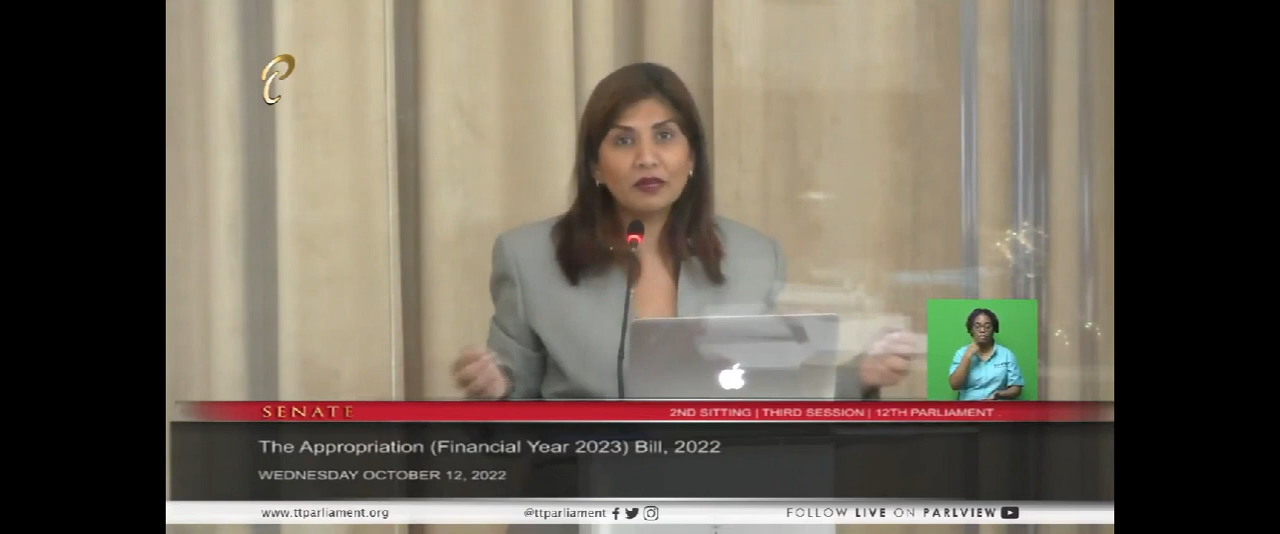 SENATE
2ND SITTING | THIRD SESSION | 12TH PARLIAMENT
The Appropriation (Financial Year 2023) Bill, 2022
WEDNESDAY OCTOBER 12, 2022
www.ttparliament.org
@ttparliament
FOLLOW LIVE ON PARLVIEW